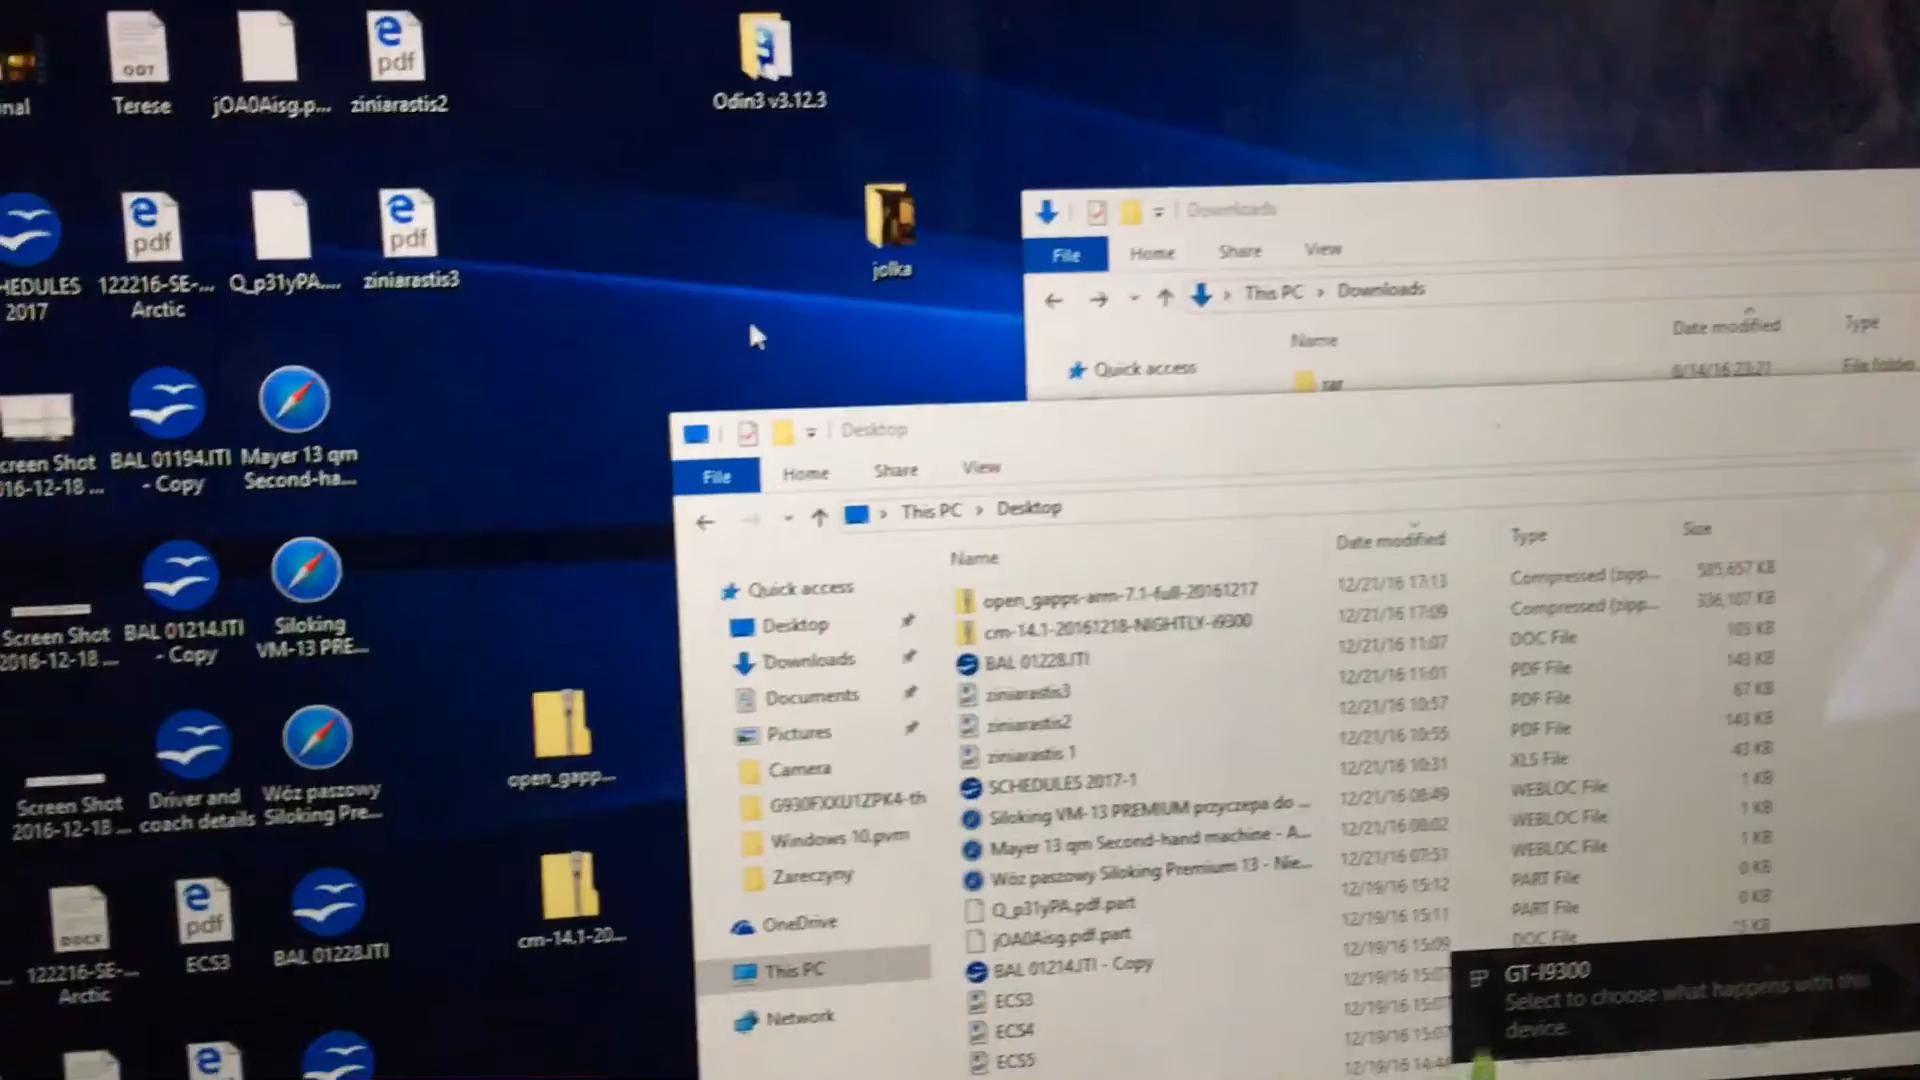 nal
ODT
Terese
jOA0Aisg.p...
pdf
ziniarastis2
Odin3 v3.12.3
HEDULES
2017
pdf
122216-SE-...
Arctic
Q_p31yPA....
pdf
ziniarastis3
jolka
creen Shot
016-12-18 ...
BAL 01194.ITI
- Copy
Mayer 13 qm
Second-ha...
Screen Shot
2016-12-18 ...
BAL 01214.ITI
- Copy
Siloking
VM-13 PRE...
Screen Shot
2016-12-18 ...
Driver and
coach details
Wóz paszowy
Siloking Pre...
open_gapp...
DOCX
122216-SE-...
Arctic
pdf
ECS3
BAL 01228.ITI
cm-14.1-20...
pdf
Downloads
File Home Share View
This PC > Downloads
Name Date modified Type
Quick access
rar 8/14/16 23:21 File folder
Desktop
File Home Share View
This PC > Desktop
Name Date modified Type Size
Quick access
Desktop
Downloads
Documents
Pictures
Camera
G930FXXU1ZPK4-th
Windows 10.pvm
Zareczyny
OneDrive
This PC
Network
open_gapps-arm-7.1-full-20161217 12/21/16 17:13 Compressed (zipp... 585,657 KB
cm-14.1-20161218-NIGHTLY-i9300 12/21/16 17:09 Compressed (zipp... 336,107 KB
BAL 01228.ITI 12/21/16 11:07 DOC File 103 KB
ziniarastis3 12/21/16 11:01 PDF File 143 KB
ziniarastis2 12/21/16 10:57 PDF File 67 KB
ziniarastis 1 12/21/16 10:55 PDF File 143 KB
SCHEDULES 2017-1 12/21/16 10:31 XLS File 43 KB
Siloking VM-13 PREMIUM przyczepa do ... 12/21/16 08:49 WEBLOC File 1 KB
Mayer 13 qm Second-hand machine - A... 12/21/16 08:02 WEBLOC File 1 KB
Wóz paszowy Siloking Premium 13 - Nie... 12/21/16 07:51 WEBLOC File 1 KB
Q_p31yPA.pdf.part 12/19/16 15:12 PART File 0 KB
jOA0Aisg.pdf.part 12/19/16 15:11 PART File 0 KB
BAL 01214.ITI - Copy 12/19/16 15:09 DOC File 15 KB
ECS3 12/19/16 15:0
ECS4 12/19/16 15:0
ECS5 12/19/16 15:0
12/19/16 14:4
GT-I9300
Select to choose what happens with this
device.